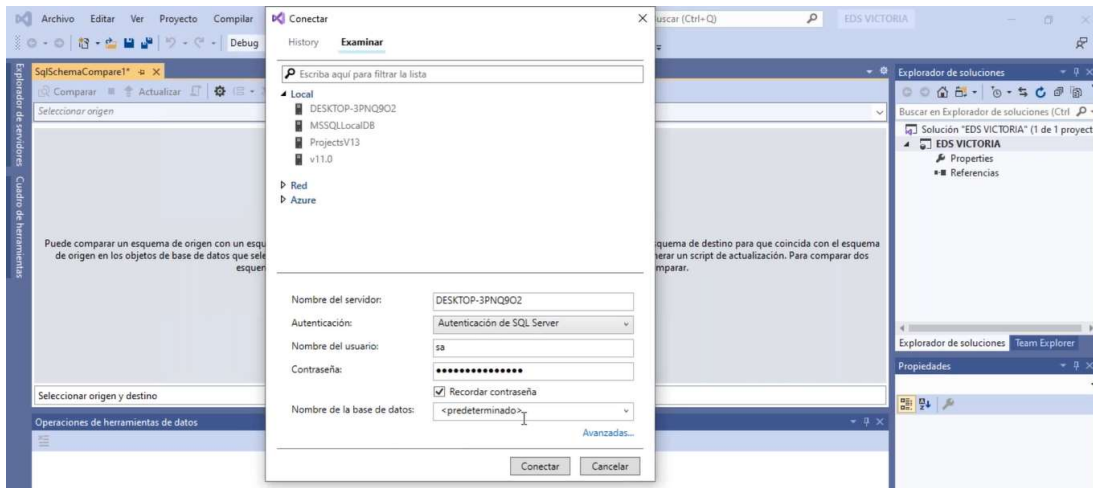 Archivo Editar Ver Proyecto Compilar
Conectar
uscar (Ctrl+Q)
EDS VICTORIA
Debug
History Examinar
Explorador de servidores
Cuadro de herramientas
SqlSchemaCompare1*
Comparar Actualizar
Seleccionar origen
Escriba aquí para filtrar la lista
Local
DESKTOP-3PNQ9O2
MSSQLLocalDB
ProjectsV13
v11.0
Red
Azure
Puede comparar un esquema de origen con un esqu
de origen en los objetos de base de datos que sele
esquem
squema de destino para que coincida con el esquema
nerar un script de actualización. Para comparar dos
mparar.
Nombre del servidor: DESKTOP-3PNQ9O2
Autenticación: Autenticación de SQL Server
Nombre del usuario: sa
Contraseña: •••••••••••••••
Recordar contraseña
Nombre de la base de datos: <predeterminado>
Avanzadas...
Conectar Cancelar
Seleccionar origen y destino
Operaciones de herramientas de datos
Explorador de soluciones
Buscar en Explorador de soluciones (Ctrl
Solución "EDS VICTORIA" (1 de 1 proyect
EDS VICTORIA
Properties
Referencias
Explorador de soluciones Team Explorer
Propiedades